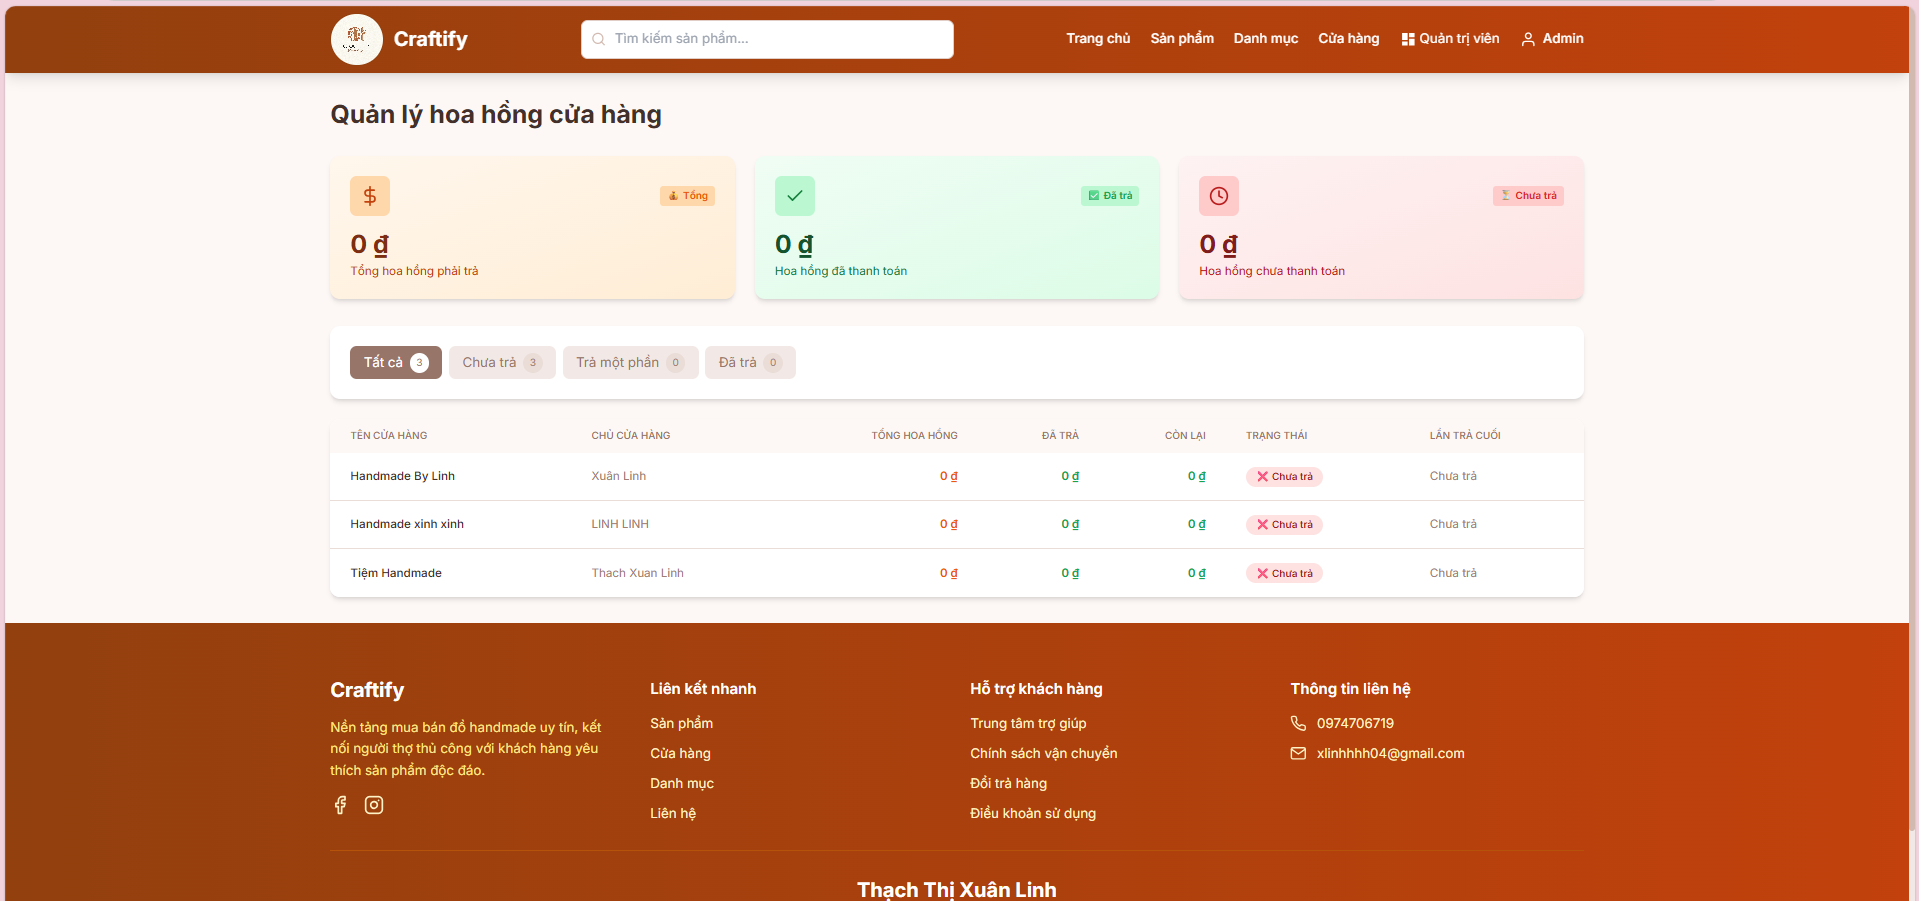 Craftify
Tìm kiếm sản phẩm...
Trang chủ Sản phẩm Danh mục Cửa hàng Quản trị viên Admin
Quản lý hoa hồng cửa hàng
Tổng
0 ₫
Tổng hoa hồng phải trả
Đã trả
0 ₫
Hoa hồng đã thanh toán
Chưa trả
0 ₫
Hoa hồng chưa thanh toán
Tất cả 3 Chưa trả 3 Trả một phần 0 Đã trả 0
TÊN CỬA HÀNG CHỦ CỬA HÀNG TỔNG HOA HỒNG ĐÃ TRẢ CÒN LẠI TRẠNG THÁI LẦN TRẢ CUỐI
Handmade By Linh Xuân Linh 0 ₫ 0 ₫ 0 ₫ Chưa trả Chưa trả
Handmade xinh xinh LINH LINH 0 ₫ 0 ₫ 0 ₫ Chưa trả Chưa trả
Tiệm Handmade Thach Xuan Linh 0 ₫ 0 ₫ 0 ₫ Chưa trả Chưa trả
Craftify
Nền tảng mua bán đồ handmade uy tín, kết
nối người thợ thủ công với khách hàng yêu
thích sản phẩm độc đáo.
Liên kết nhanh
Sản phẩm
Cửa hàng
Danh mục
Liên hệ
Hỗ trợ khách hàng
Trung tâm trợ giúp
Chính sách vận chuyển
Đổi trả hàng
Điều khoản sử dụng
Thông tin liên hệ
0974706719
xlinhhhh04@gmail.com
Thạch Thị Xuân Linh